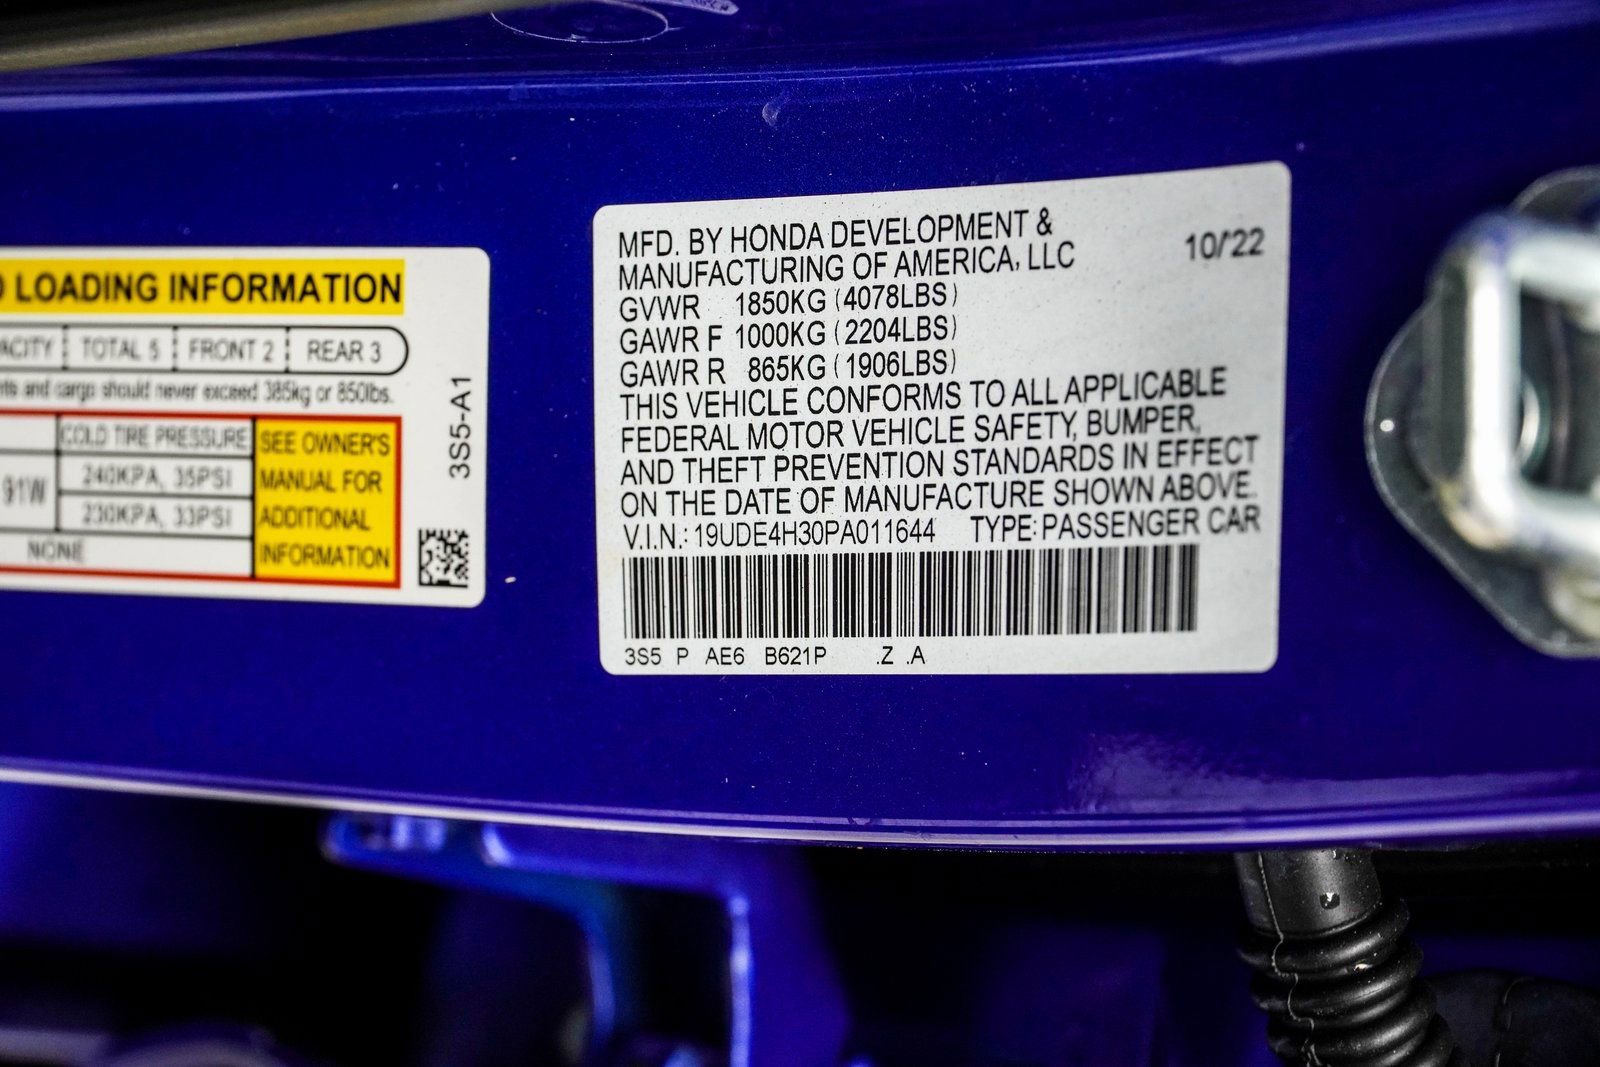 LOADING INFORMATION
TOTAL 5 FRONT 2 REAR 3
and cargo should never exceed 385kg or 850lbs.
COLD TIRE PRESSURE
91W 240KPA, 35PSI
230KPA, 33PSI
NONE
SEE OWNER'S
MANUAL FOR
ADDITIONAL
INFORMATION
3S5-A1
MFD. BY HONDA DEVELOPMENT &
MANUFACTURING OF AMERICA, LLC 10/'22
GVWR 1850KG (4078LBS)
GAWR F 1000KG (2204LBS)
GAWR R 865KG (1906LBS)
THIS VEHICLE CONFORMS TO ALL APPLICABLE
FEDERAL MOTOR VEHICLE SAFETY, BUMPER,
AND THEFT PREVENTION STANDARDS IN EFFECT
ON THE DATE OF MANUFACTURE SHOWN ABOVE.
V.I.N.: 19UDE4H30PA011644 TYPE:PASSENGER CAR
3S5 P AE6 B621P .Z .A